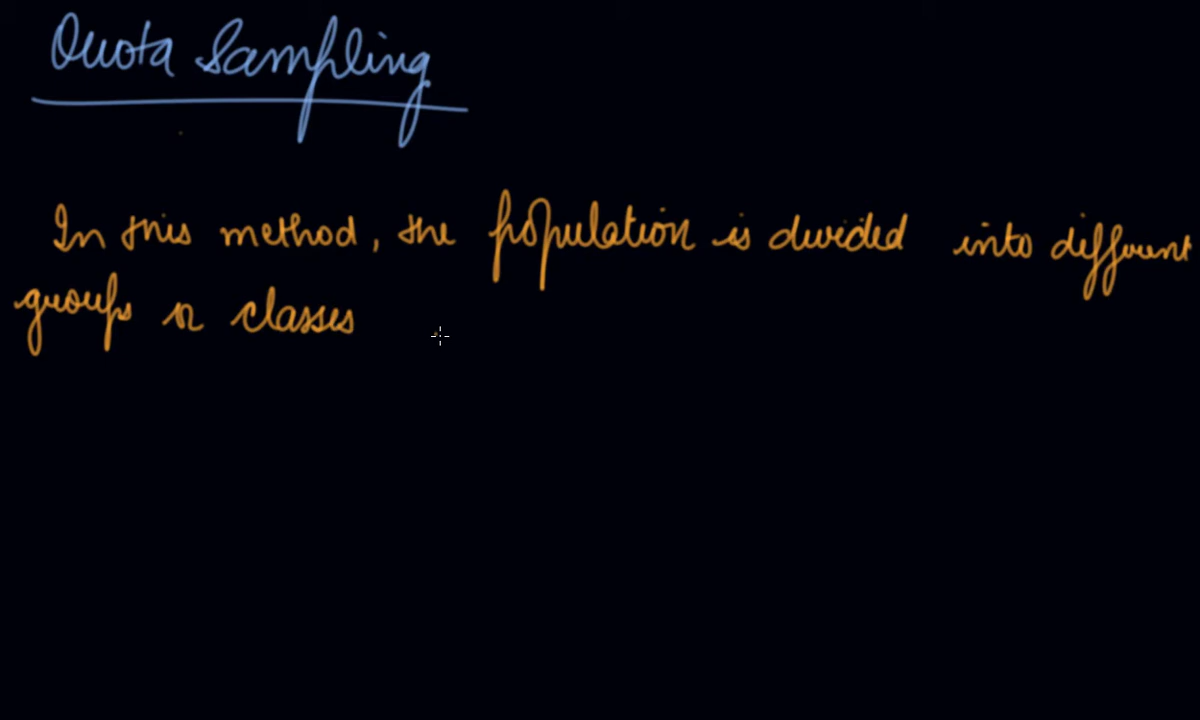 Quota Sampling
In this method, the population is divided into different
groups or classes